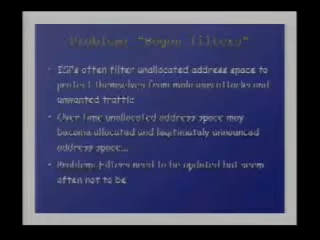 Problem: "Bogon filters"
• ISPs often filter unallocated address space to
protect themselves from malicious attacks and
unwanted traffic
• Over time unallocated address space may
become allocated and legitimately announced
address space...
• Problem: Filters need to be updated but seem
often not to be